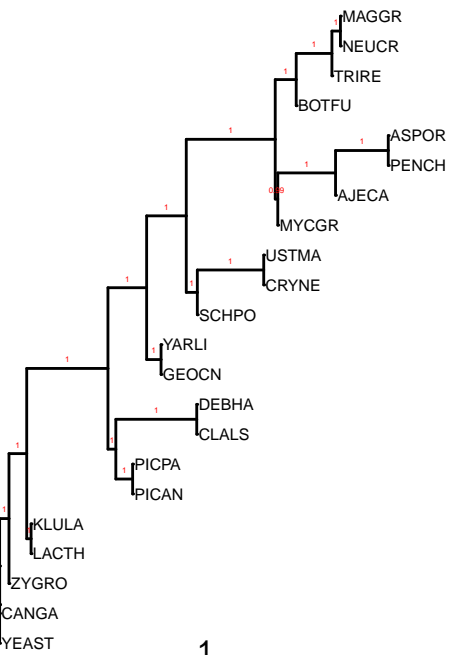 1
MAGGR
NEUCR
1
TRIRE
1
BOTFU
1
1
ASPOR
PENCH
1
AJECA
0.99
MYCGR
1
1
USTMA
CRYNE
1
SCHPO
1
YARLI
1
GEOCN
1
1
DEBHA
CLALS
1
PICPA
1
PICAN
1
1
KLULA
LACTH
1
ZYGRO
CANGA
YEAST
1